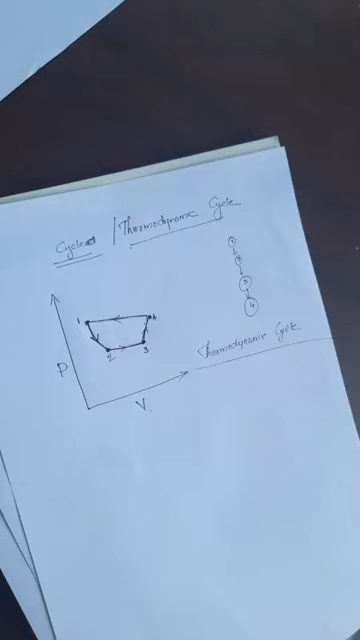 Cycle / Thermodynamic Cycle
1
2
3
4
1 4
2 3
P
V.
Thermodynamic Cycle